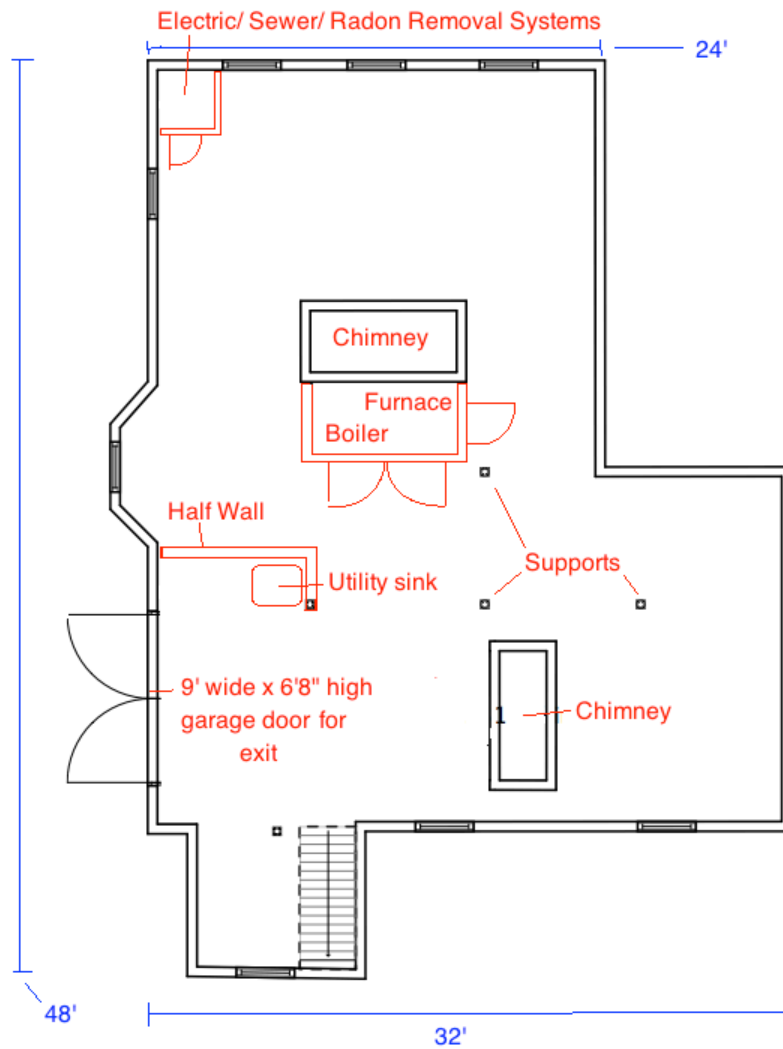 Electric/ Sewer/ Radon Removal Systems
24'
Chimney
Furnace
Boiler
Half Wall
Supports
Utility sink
9' wide x 6'8" high
garage door for
exit
1
Chimney
48'
32'